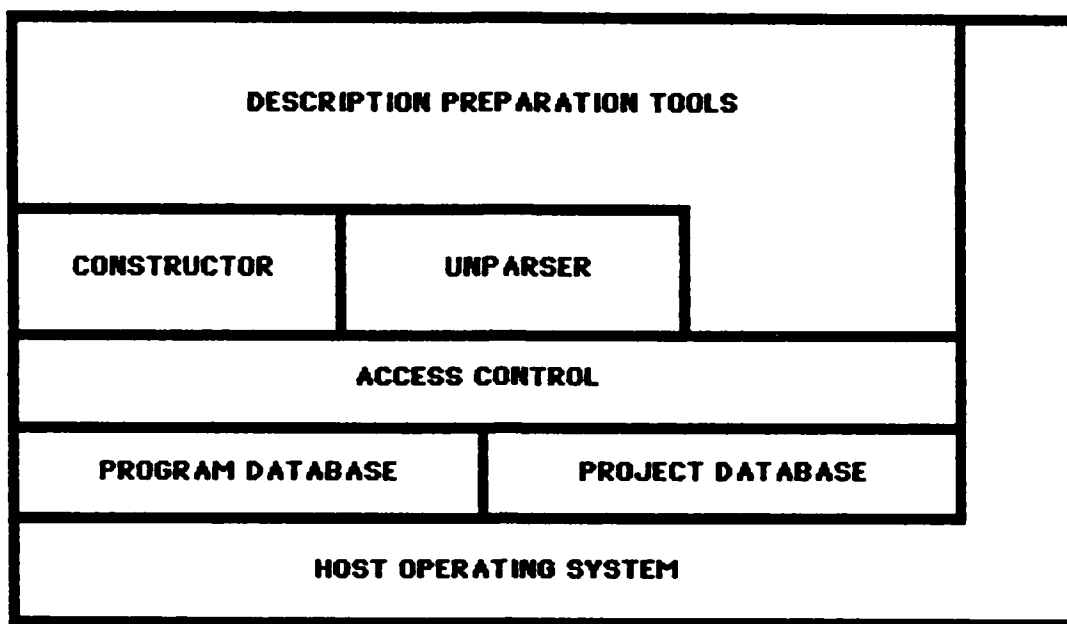 DESCRIPTION PREPARATION TOOLS
CONSTRUCTOR
UNPARSER
ACCESS CONTROL
PROGRAM DATABASE
PROJECT DATABASE
HOST OPERATING SYSTEM